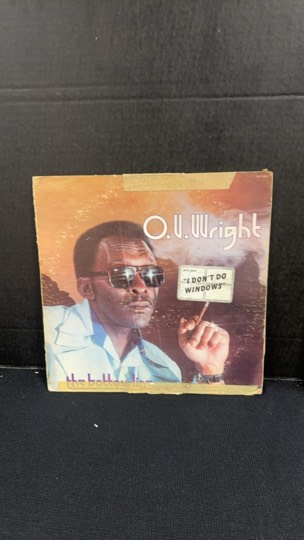 O.V. Wright
"I DON'T DO
WINDOWS"
the bottom line